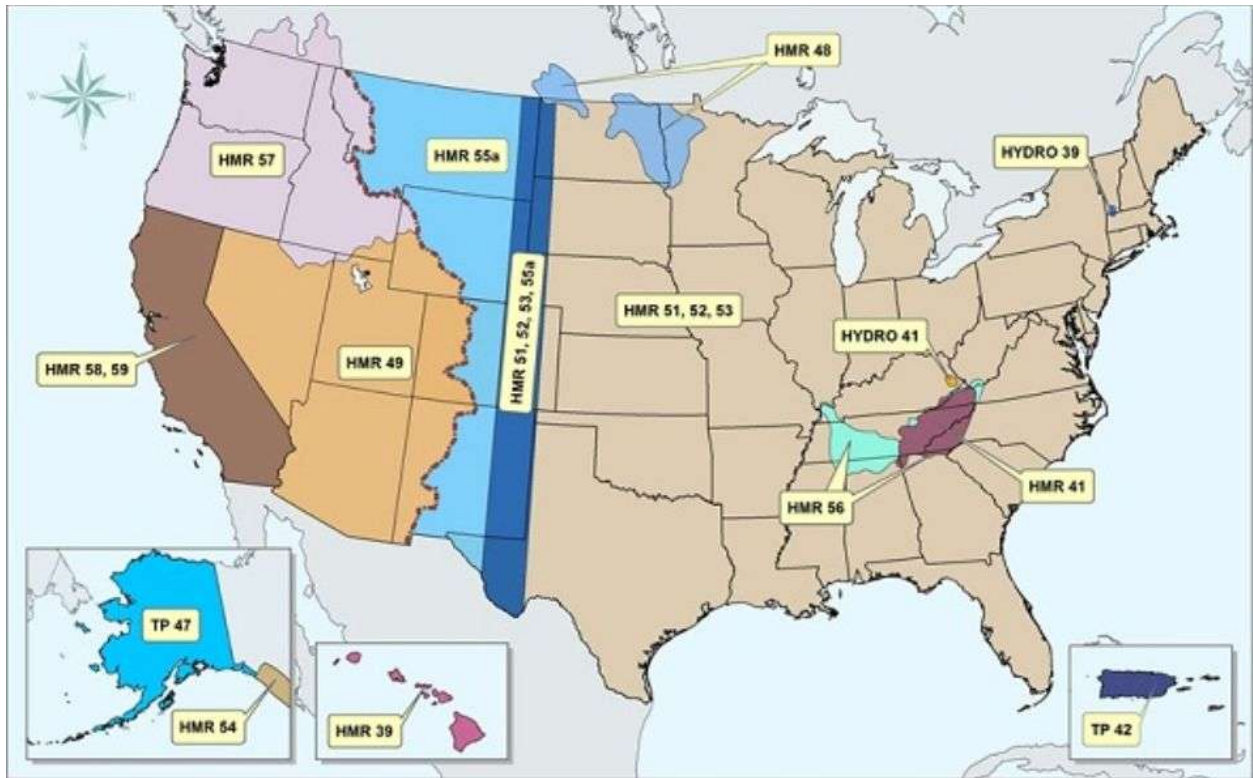 N
W
E
S
HMR 48
HMR 57
HMR 55a
HYDRO 39
HMR 51, 52, 53, 55a
HMR 51, 52, 53
HYDRO 41
HMR 58, 59
HMR 49
HMR 41
HMR 56
TP 47
HMR 54
HMR 39
TP 42